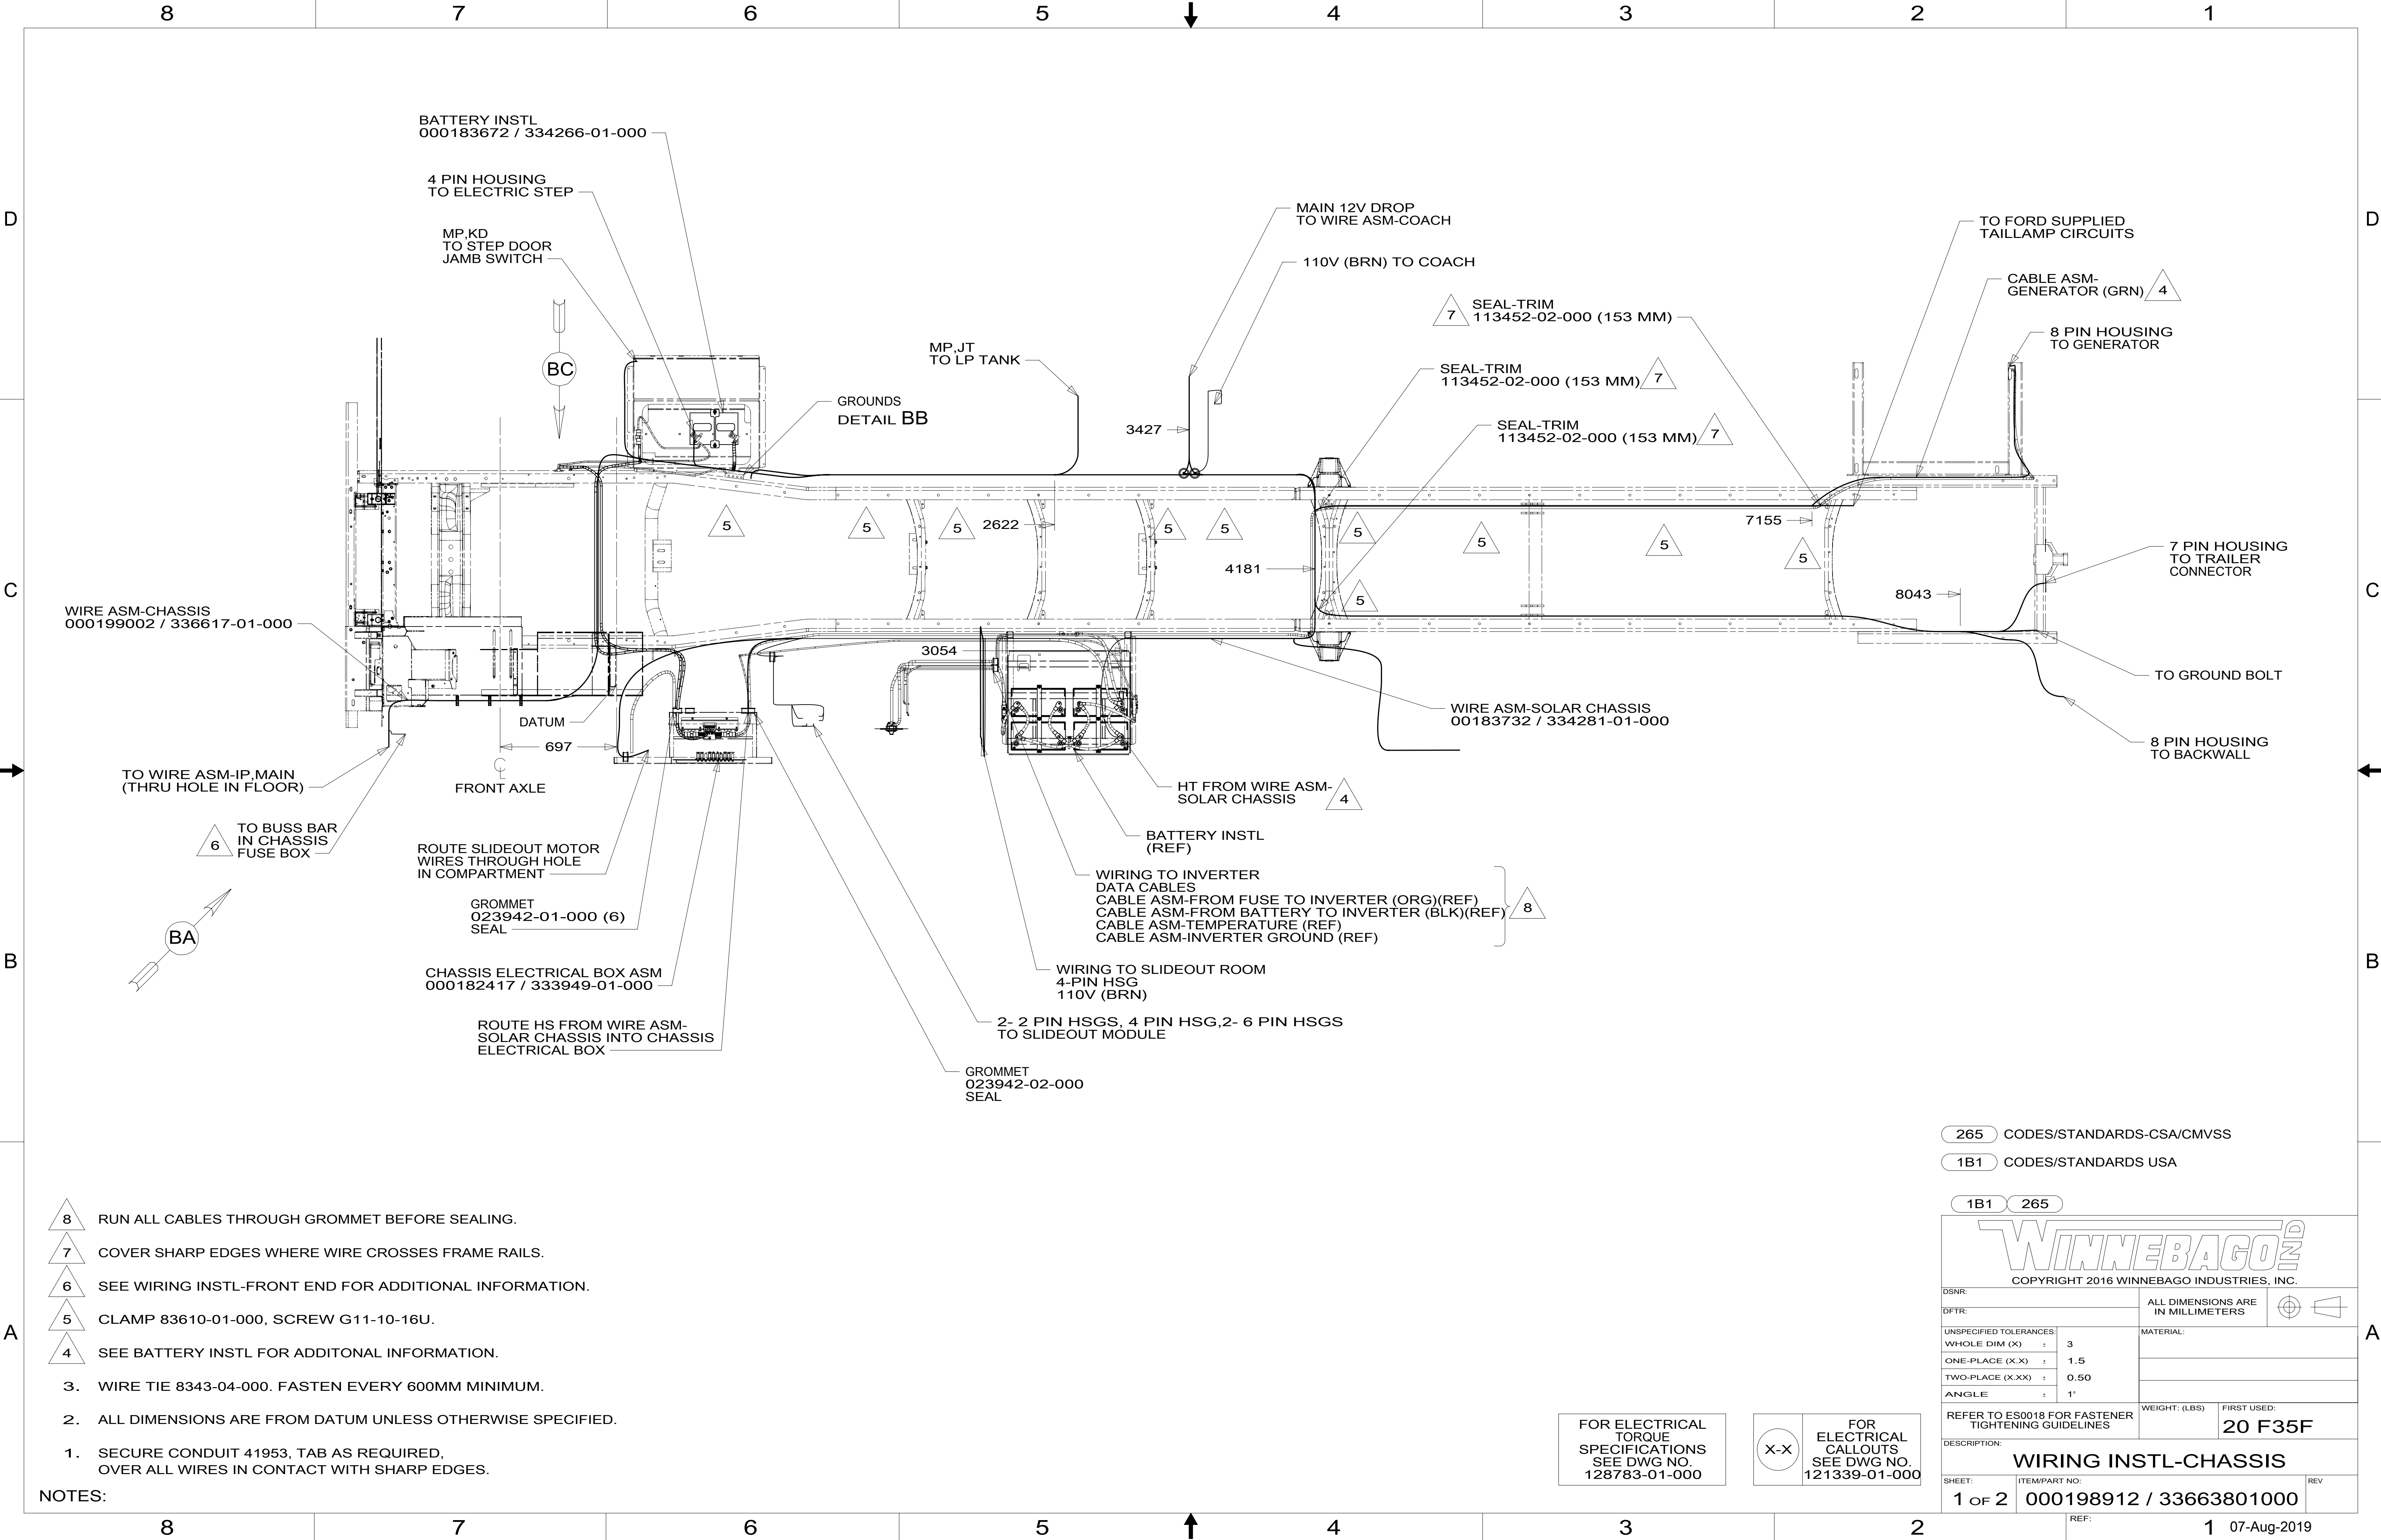 8 7 6 5 4 3 2 1
D
C
B
A
D
C
B
A
BATTERY INSTL
000183672 / 334266-01-000
4 PIN HOUSING
TO ELECTRIC STEP
MP,KD
TO STEP DOOR
JAMB SWITCH
BC
GROUNDS
DETAIL BB
MP,JT
TO LP TANK
MAIN 12V DROP
TO WIRE ASM-COACH
110V (BRN) TO COACH
3427
7
SEAL-TRIM
113452-02-000 (153 MM)
SEAL-TRIM
113452-02-000 (153 MM)
7
SEAL-TRIM
113452-02-000 (153 MM)
7
TO FORD SUPPLIED
TAILLAMP CIRCUITS
CABLE ASM-
GENERATOR (GRN)
4
8 PIN HOUSING
TO GENERATOR
5
5
5
2622
5
5
5
5
5
7155
5
4181
5
8043
7 PIN HOUSING
TO TRAILER
CONNECTOR
WIRE ASM-CHASSIS
000199002 / 336617-01-000
3054
TO GROUND BOLT
DATUM
697
CL
FRONT AXLE
WIRE ASM-SOLAR CHASSIS
00183732 / 334281-01-000
8 PIN HOUSING
TO BACKWALL
TO WIRE ASM-IP,MAIN
(THRU HOLE IN FLOOR)
HT FROM WIRE ASM-
SOLAR CHASSIS
4
6
TO BUSS BAR
IN CHASSIS
FUSE BOX
BATTERY INSTL
(REF)
ROUTE SLIDEOUT MOTOR
WIRES THROUGH HOLE
IN COMPARTMENT
WIRING TO INVERTER
DATA CABLES
CABLE ASM-FROM FUSE TO INVERTER (ORG)(REF)
CABLE ASM-FROM BATTERY TO INVERTER (BLK)(REF)
CABLE ASM-TEMPERATURE (REF)
CABLE ASM-INVERTER GROUND (REF)
8
BA
GROMMET
023942-01-000 (6)
SEAL
CHASSIS ELECTRICAL BOX ASM
000182417 / 333949-01-000
WIRING TO SLIDEOUT ROOM
4-PIN HSG
110V (BRN)
ROUTE HS FROM WIRE ASM-
SOLAR CHASSIS INTO CHASSIS
ELECTRICAL BOX
2- 2 PIN HSGS, 4 PIN HSG,2- 6 PIN HSGS
TO SLIDEOUT MODULE
GROMMET
023942-02-000
SEAL
265 CODES/STANDARDS-CSA/CMVSS
1B1 CODES/STANDARDS USA
1B1 265
8 RUN ALL CABLES THROUGH GROMMET BEFORE SEALING.
7 COVER SHARP EDGES WHERE WIRE CROSSES FRAME RAILS.
6 SEE WIRING INSTL-FRONT END FOR ADDITIONAL INFORMATION.
5 CLAMP 83610-01-000, SCREW G11-10-16U.
4 SEE BATTERY INSTL FOR ADDITONAL INFORMATION.
3. WIRE TIE 8343-04-000. FASTEN EVERY 600MM MINIMUM.
2. ALL DIMENSIONS ARE FROM DATUM UNLESS OTHERWISE SPECIFIED.
1. SECURE CONDUIT 41953, TAB AS REQUIRED,
OVER ALL WIRES IN CONTACT WITH SHARP EDGES.
NOTES:
FOR ELECTRICAL
TORQUE
SPECIFICATIONS
SEE DWG NO.
128783-01-000
X-X
FOR
ELECTRICAL
CALLOUTS
SEE DWG NO.
121339-01-000
WINNEBAGO IND
COPYRIGHT 2016 WINNEBAGO INDUSTRIES, INC.
DSNR:
DFTR:
ALL DIMENSIONS ARE
IN MILLIMETERS
UNSPECIFIED TOLERANCES:
WHOLE DIM (X) ± 3
ONE-PLACE (X.X) ± 1.5
TWO-PLACE (X.XX) ± 0.50
ANGLE ± 1°
MATERIAL:
REFER TO ES0018 FOR FASTENER
TIGHTENING GUIDELINES
WEIGHT: (LBS)
FIRST USED:
20 F35F
DESCRIPTION:
WIRING INSTL-CHASSIS
SHEET:
1 OF 2
ITEM/PART NO:
000198912 / 33663801000
REV
REF:
8 7 6 5 4 3 2 1
07-Aug-2019